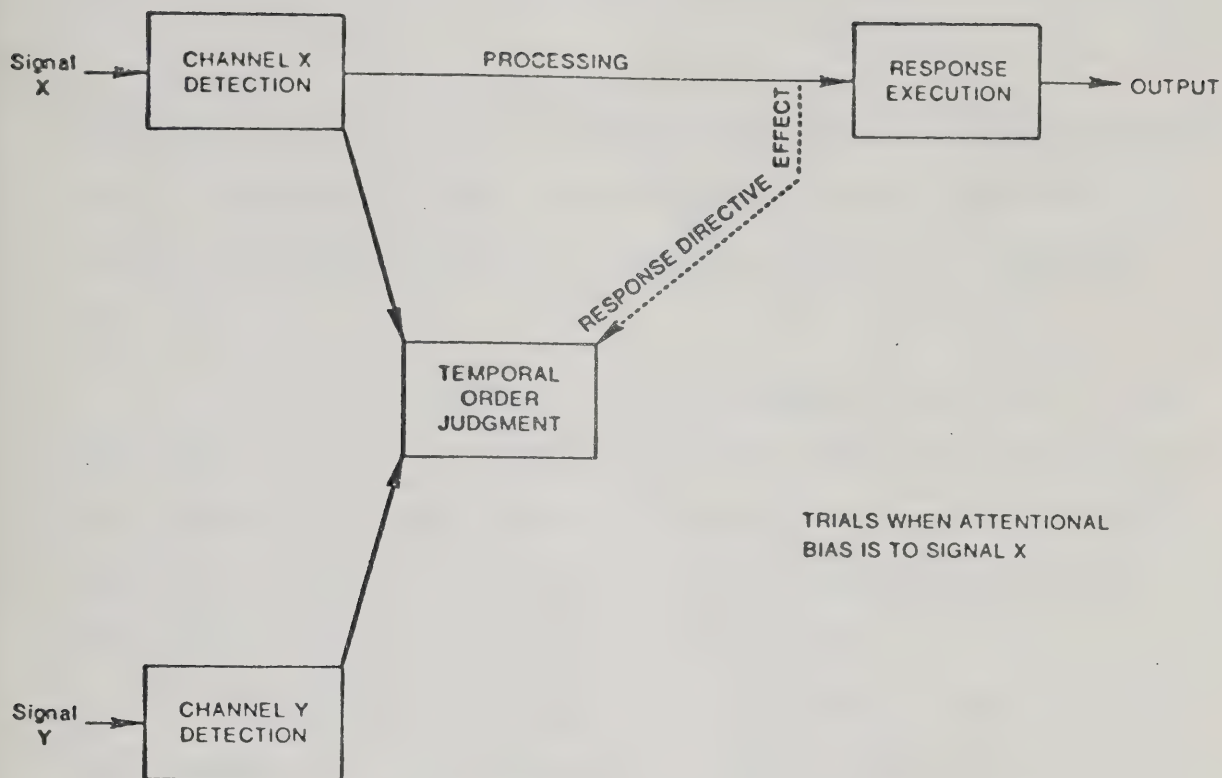 Signal
X
CHANNEL X
DETECTION
PROCESSING
RESPONSE
EXECUTION
OUTPUT
RESPONSE DIRECTIVE EFFECT
TEMPORAL
ORDER
JUDGMENT
TRIALS WHEN ATTENTIONAL
BIAS IS TO SIGNAL X
Signal
Y
CHANNEL Y
DETECTION